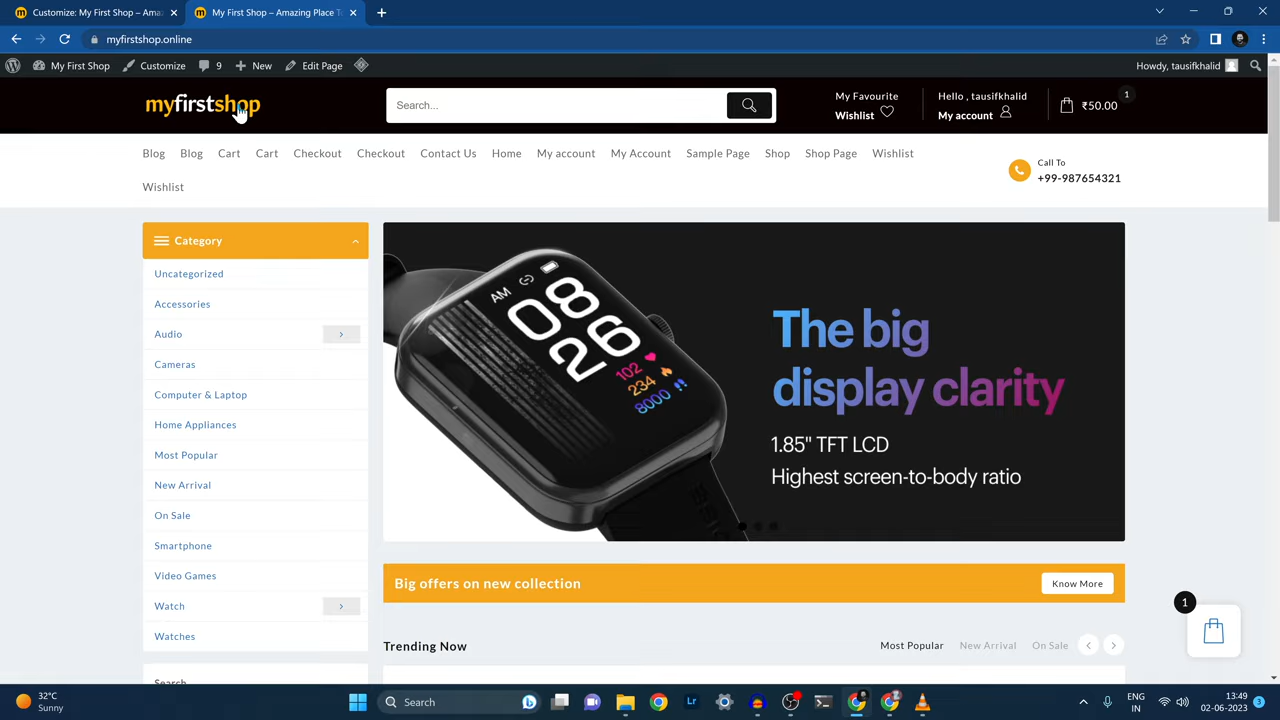 Customize: My First Shop – Amaz
My First Shop – Amazing Place T
myfirstshop.online
My First Shop
Customize
9
New
Edit Page
Howdy, tausifkhalid
myfirstshop
Search...
My Favourite
Wishlist
Hello , tausifkhalid
My account
₹50.00
1
Blog
Blog
Cart
Cart
Checkout
Checkout
Contact Us
Home
My account
My Account
Sample Page
Shop
Shop Page
Wishlist
Wishlist
Call To
+99-987654321
Category
Uncategorized
Accessories
Audio
Cameras
Computer & Laptop
Home Appliances
Most Popular
New Arrival
On Sale
Smartphone
Video Games
Watch
Watches
Search
AM
08
02
86
102
234
8000
The big
display clarity
1.85" TFT LCD
Highest screen-to-body ratio
Big offers on new collection
Know More
1
Trending Now
Most Popular
New Arrival
On Sale
32°C
Sunny
Search
Lr
ENG
IN
13:49
02-06-2023
3